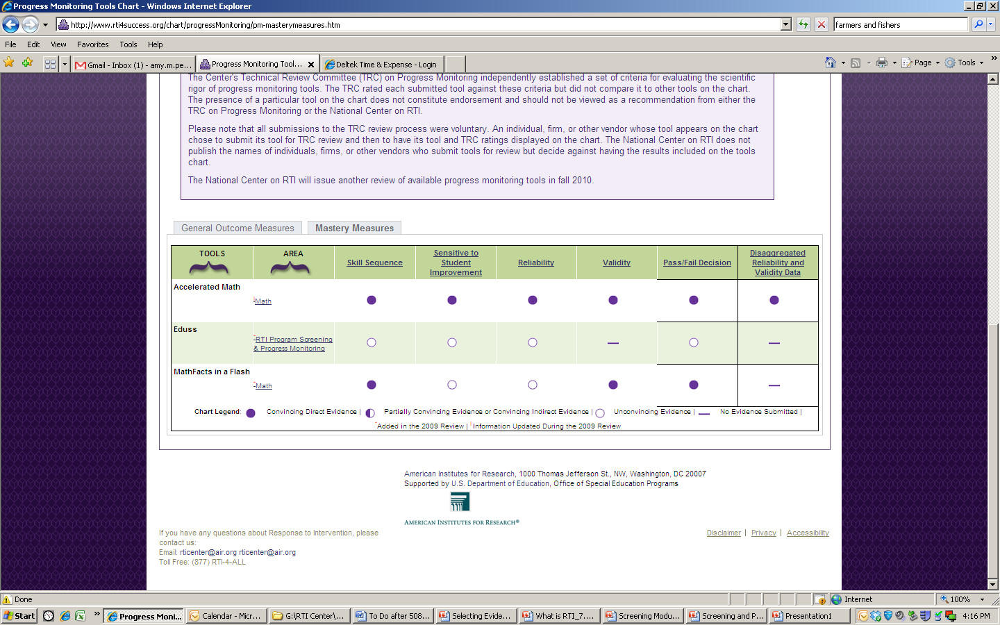 Progress Monitoring Tools Chart - Windows Internet Explorer
http://www.rti4success.org/chart/progressMonitoring/pm-masterymeasures.htm
farmers and fishers
File Edit View Favorites Tools Help
Gmail - Inbox (1) - amy.m.pe... Progress Monitoring Tool... Deltek Time & Expense - Login Page Tools
The Center's Technical Review Committee (TRC) on Progress Monitoring independently established a set of criteria for evaluating the scientific
rigor of progress monitoring tools. The TRC rated each submitted tool against these criteria but did not compare it to other tools on the chart.
The presence of a particular tool on the chart does not constitute endorsement and should not be viewed as a recommendation from either the
TRC on Progress Monitoring or the National Center on RTI.
Please note that all submissions to the TRC review process were voluntary. An individual, firm, or other vendor whose tool appears on the chart
chose to submit its tool for TRC review and then to have its tool and TRC ratings displayed on the chart. The National Center on RTI does not
publish the names of individuals, firms, or other vendors who submit tools for review but decide against having the results included on the tools
chart.
The National Center on RTI will issue another review of available progress monitoring tools in fall 2010.
General Outcome Measures Mastery Measures
TOOLS AREA Skill Sequence Sensitive to Student Improvement Reliability Validity Pass/Fail Decision Disaggregated Reliability and Validity Data
Accelerated Math
Math
Eduss
RTI Program Screening
& Progress Monitoring
MathFacts in a Flash
Math
Chart Legend: Convincing Direct Evidence | Partially Convincing Evidence or Convincing Indirect Evidence | Unconvincing Evidence | No Evidence Submitted |
*Added in the 2009 Review | Information Updated During the 2009 Review
American Institutes for Research, 1000 Thomas Jefferson St., NW, Washington, DC 20007
Supported by U.S. Department of Education, Office of Special Education Programs
AMERICAN INSTITUTES FOR RESEARCH®
If you have any questions about Response to Intervention, please
contact us:
Email: rticenter@air.org rticenter@air.org
Toll Free: (877) RTI-4-ALL
Disclaimer | Privacy | Accessibility
Done Internet 100%
Start Progress Moni... Calendar - Micr... G:\RTI Center\... To Do after 508... Selecting Evide... What is RTI_7.... Screening Modu... Screening and P... Presentation1 4:16 PM